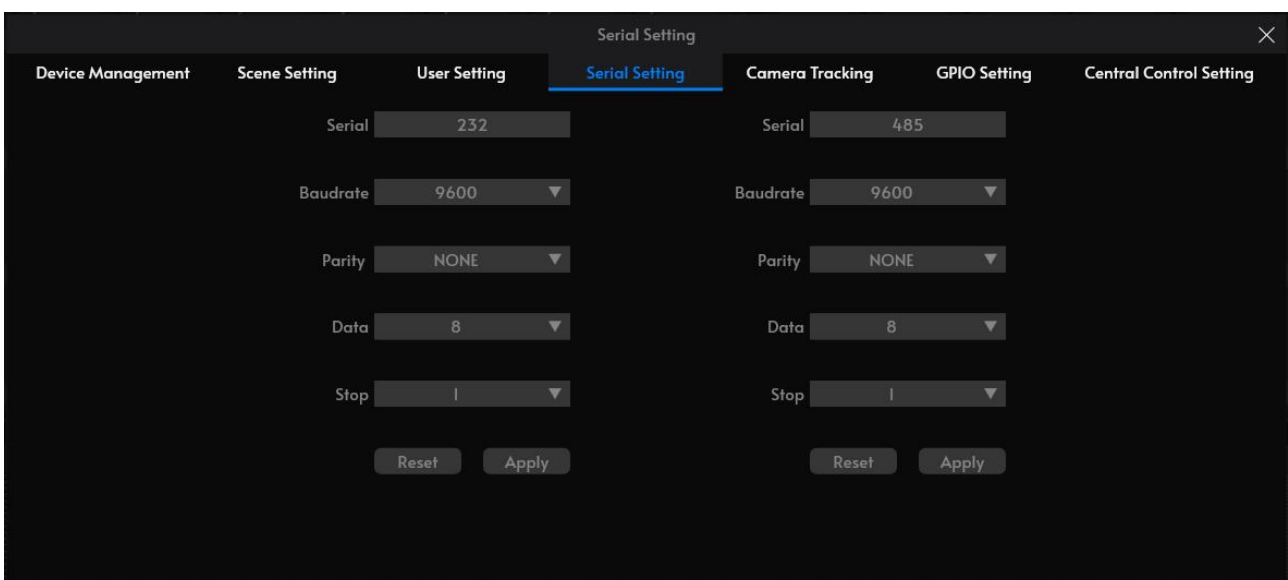 Serial Setting
Device Management Scene Setting User Setting Serial Setting Camera Tracking GPIO Setting Central Control Setting
Serial 232 Serial 485
Baudrate 9600 Baudrate 9600
Parity NONE Parity NONE
Data 8 Data 8
Stop 1 Stop 1
Reset Apply Reset Apply